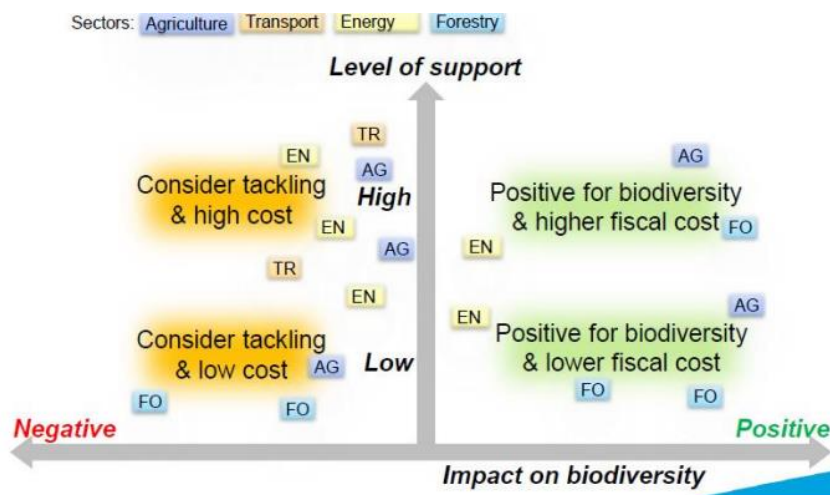 Sectors: Agriculture Transport Energy Forestry
Level of support
TR
EN
AG
AG
Consider tackling
& high cost
High
Positive for biodiversity
& higher fiscal cost
EN
FO
AG
EN
TR
EN
AG
EN
Consider tackling
& low cost
Positive for biodiversity
& lower fiscal cost
AG
Low
FO
FO
FO
FO
Negative
Positive
Impact on biodiversity